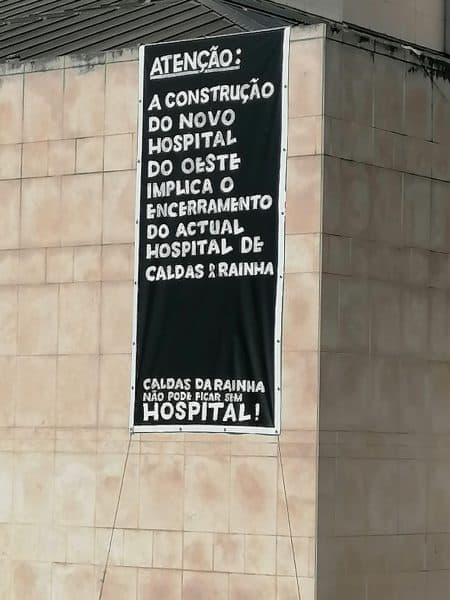 ATENÇÃO:
A CONSTRUÇÃO
DO NOVO
HOSPITAL
DO OESTE
IMPLICA O
ENCERRAMENTO
DO ACTUAL
HOSPITAL DE
CALDAS DA RAINHA
CALDAS DA RAINHA
NÃO PODE FICAR SEM
HOSPITAL!